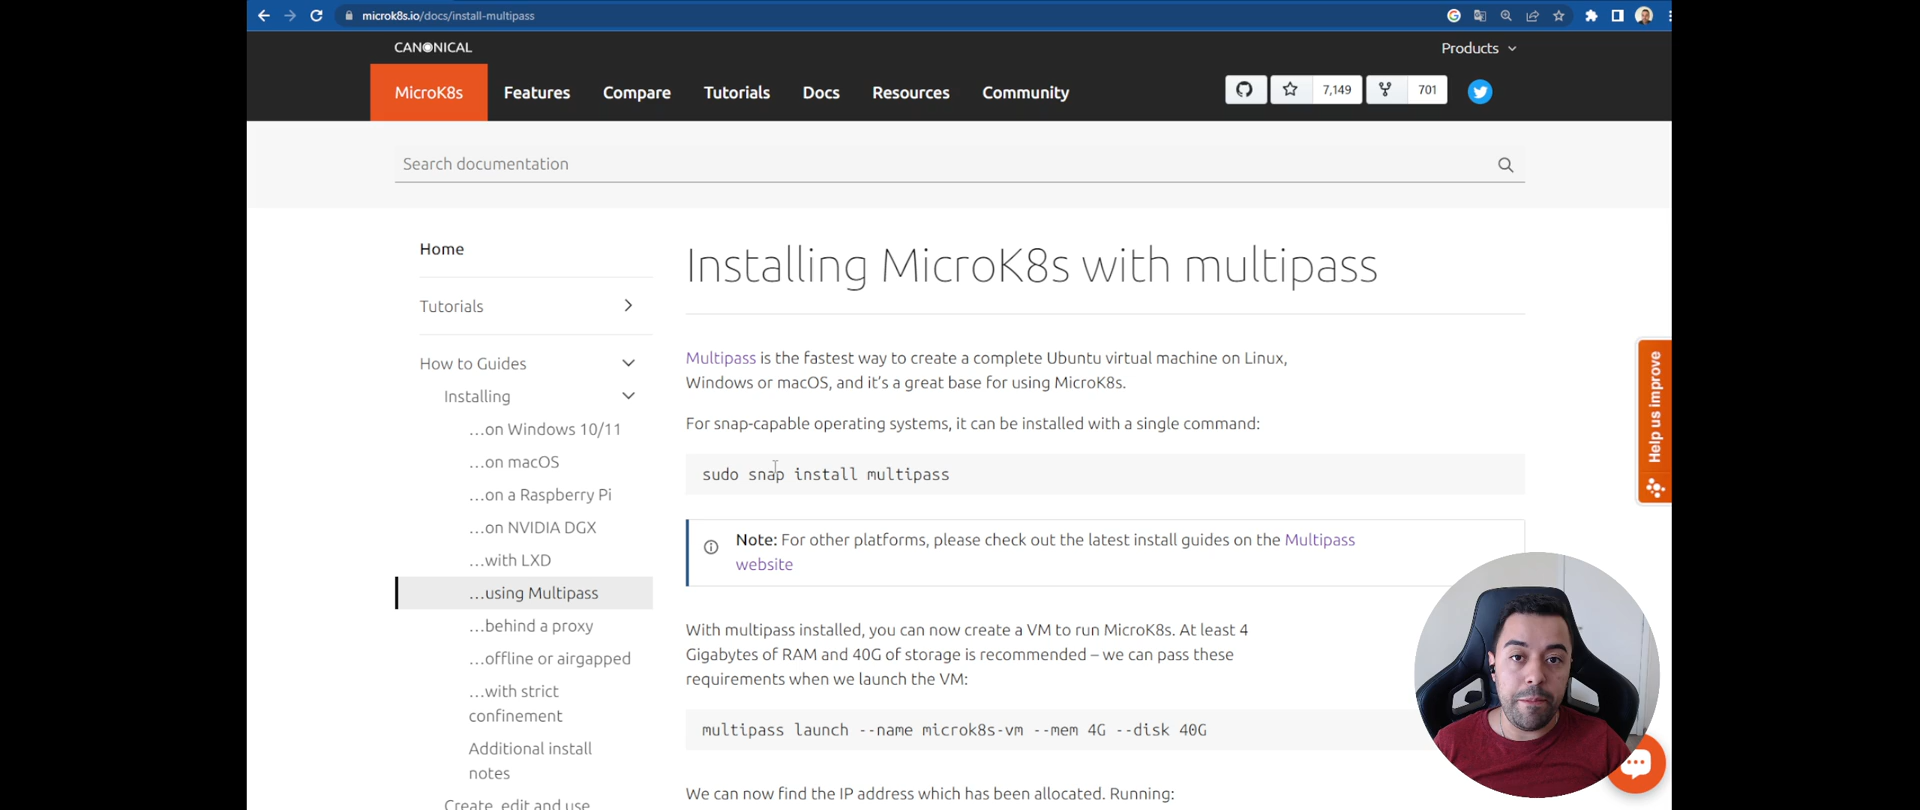 microk8s.io/docs/install-multipass
CANONICAL
Products
MicroK8s Features Compare Tutorials Docs Resources Community 7,149 701
Search documentation
Home
Tutorials
How to Guides
Installing
...on Windows 10/11
...on macOS
...on a Raspberry Pi
...on NVIDIA DGX
...with LXD
...using Multipass
...behind a proxy
...offline or airgapped
...with strict
confinement
Additional install
notes
Create, edit and use
Installing MicroK8s with multipass
Multipass is the fastest way to create a complete Ubuntu virtual machine on Linux,
Windows or macOS, and it's a great base for using MicroK8s.
For snap-capable operating systems, it can be installed with a single command:
sudo snap install multipass
Note: For other platforms, please check out the latest install guides on the Multipass
website
With multipass installed, you can now create a VM to run MicroK8s. At least 4
Gigabytes of RAM and 40G of storage is recommended – we can pass these
requirements when we launch the VM:
multipass launch --name microk8s-vm --mem 4G --disk 40G
We can now find the IP address which has been allocated. Running:
Help us improve